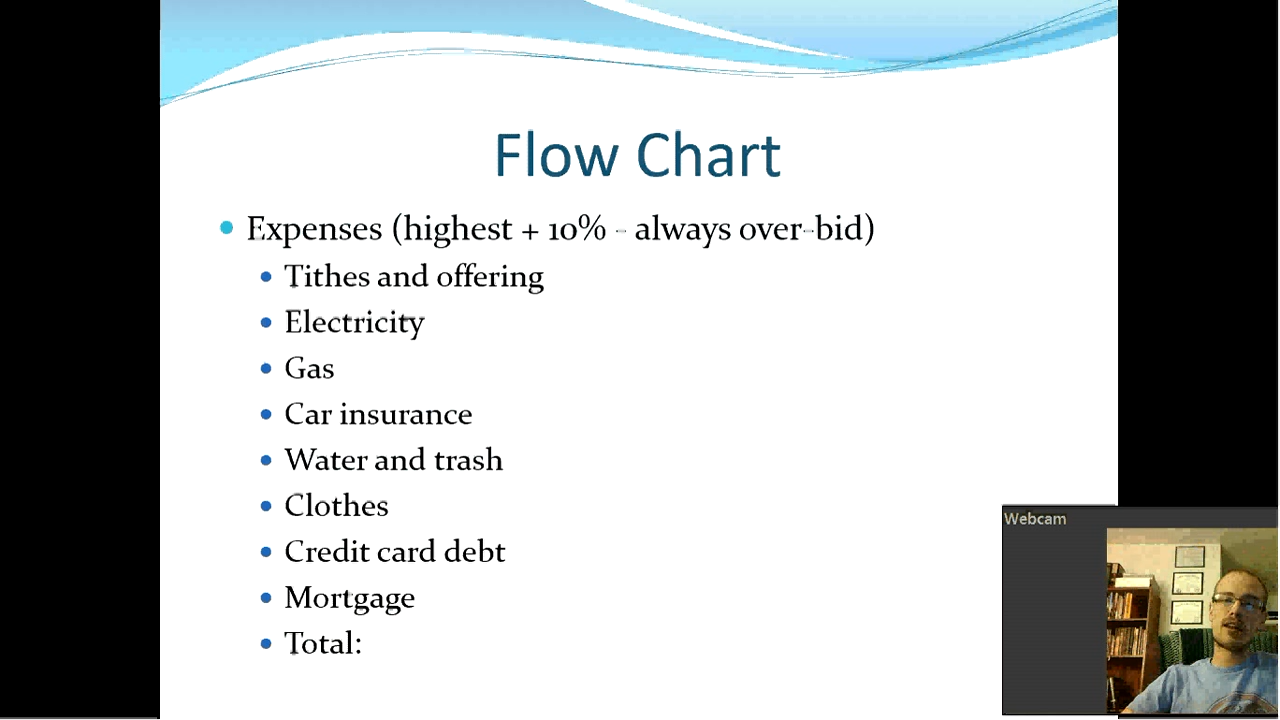 Flow Chart
Expenses (highest + 10% - always over-bid)
Tithes and offering
Electricity
Gas
Car insurance
Water and trash
Clothes
Credit card debt
Mortgage
Total:
Webcam